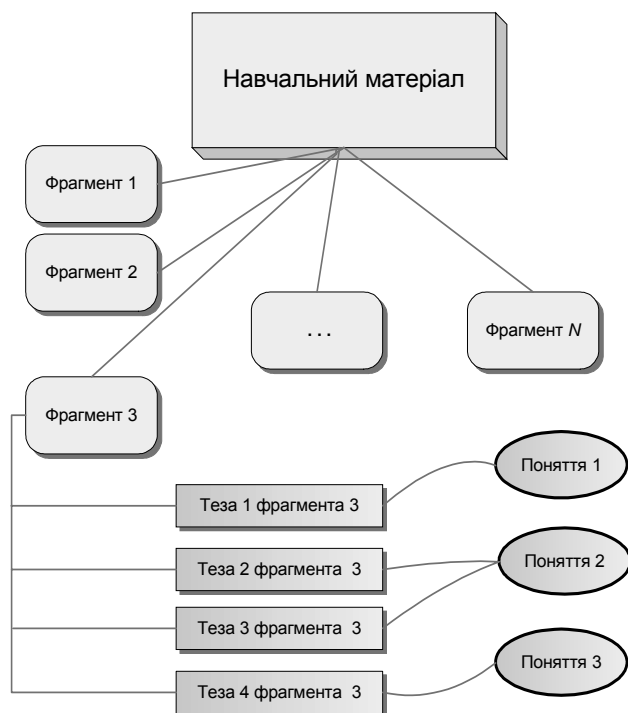 Навчальний матеріал
Фрагмент 1
Фрагмент 2
. . .
Фрагмент N
Фрагмент 3
Поняття 1
Теза 1 фрагмента 3
Теза 2 фрагмента 3
Поняття 2
Теза 3 фрагмента 3
Поняття 3
Теза 4 фрагмента 3